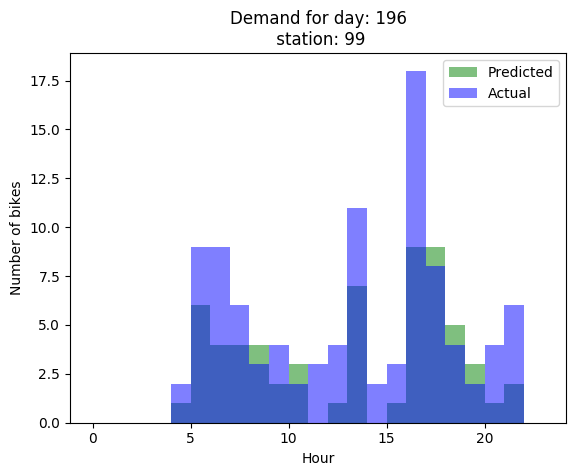 Demand for day: 196
station: 99
Predicted
Actual
Number of bikes
17.5
15.0
12.5
10.0
7.5
5.0
2.5
0.0
0
5
10
15
20
Hour